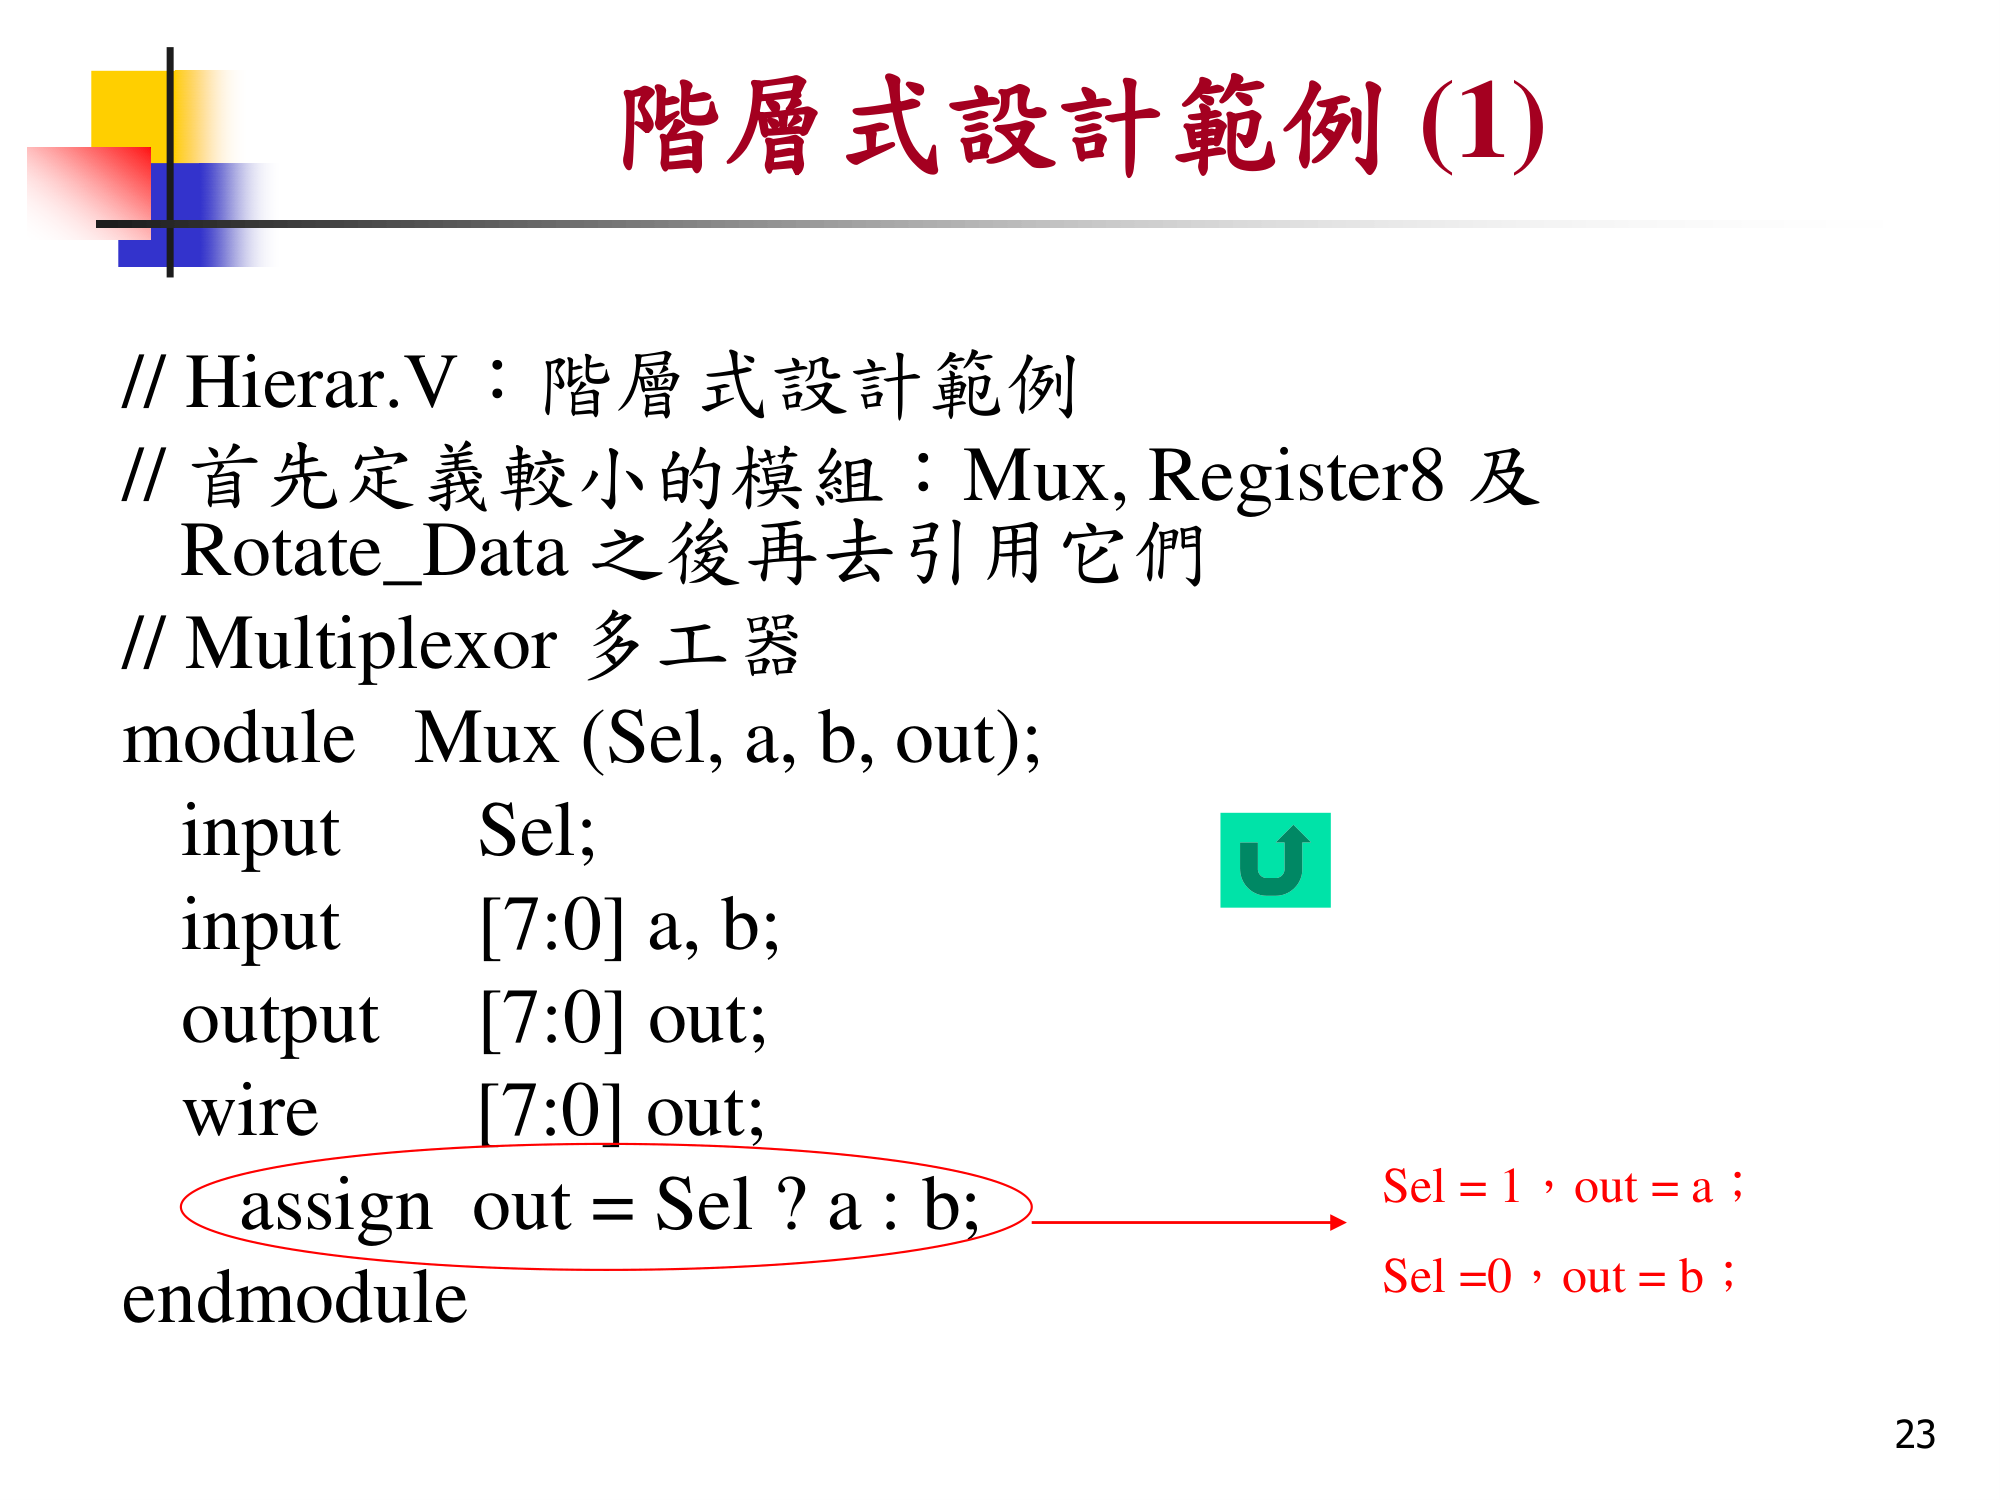 階層式設計範例 (1)
// Hierar.V：階層式設計範例
// 首先定義較小的模組：Mux, Register8 及
Rotate_Data 之後再去引用它們
// Multiplexor 多工器
module Mux (Sel, a, b, out);
input Sel;
input [7:0] a, b;
output [7:0] out;
wire [7:0] out;
assign out = Sel ? a : b;
endmodule
Sel = 1，out = a；
Sel =0，out = b；
23